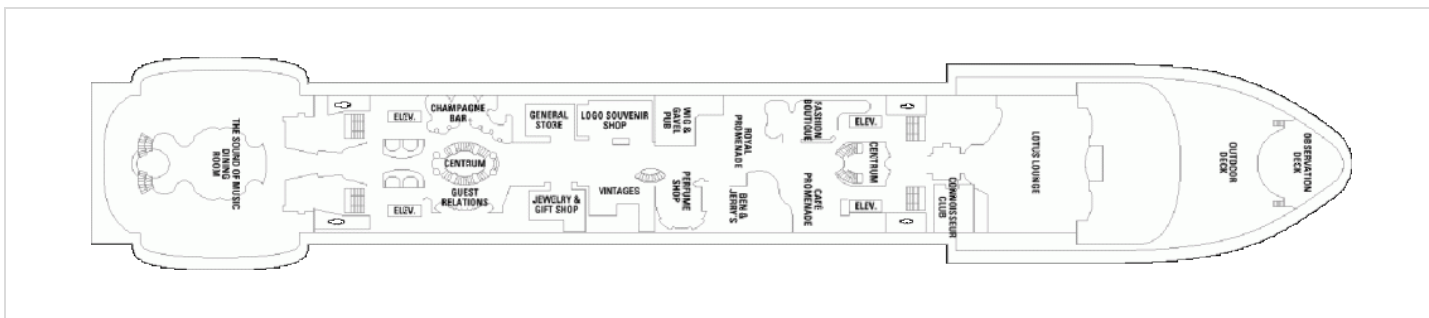 THE SOUND OF MUSIC
DINING
ROOM
ELEV.
ELEV.
CHAMPAGNE
BAR
CENTRUM
GUEST
RELATIONS
GENERAL
STORE
LOGO SOUVENIR
SHOP
JEWELRY &
GIFT SHOP
VINTAGES
WIG &
GAVEL
PUB
PERFUME
SHOP
ROYAL
PROMENADE
BEN &
JERRY'S
FASHION
BOUTIQUE
CAFÉ
PROMENADE
ELEV.
CENTRUM
ELEV.
CONNOISSEUR
CLUB
LOTUS LOUNGE
OUTDOOR
DECK
OBSERVATION
DECK